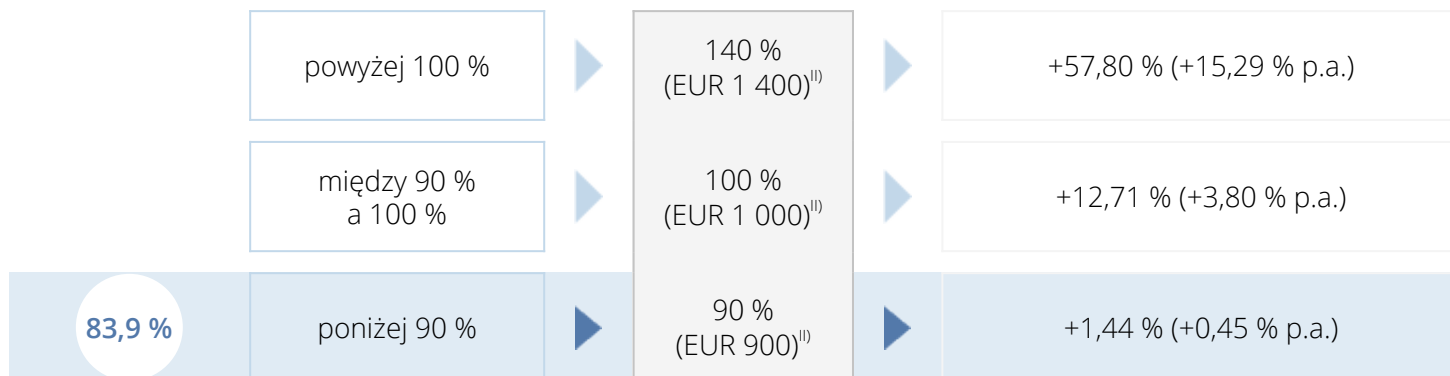 powyżej 100 %
140 %
(EUR 1 400)II)
+57,80 % (+15,29 % p.a.)
między 90 %
a 100 %
100 %
(EUR 1 000)II)
+12,71 % (+3,80 % p.a.)
83,9 %
poniżej 90 %
90 %
(EUR 900)II)
+1,44 % (+0,45 % p.a.)